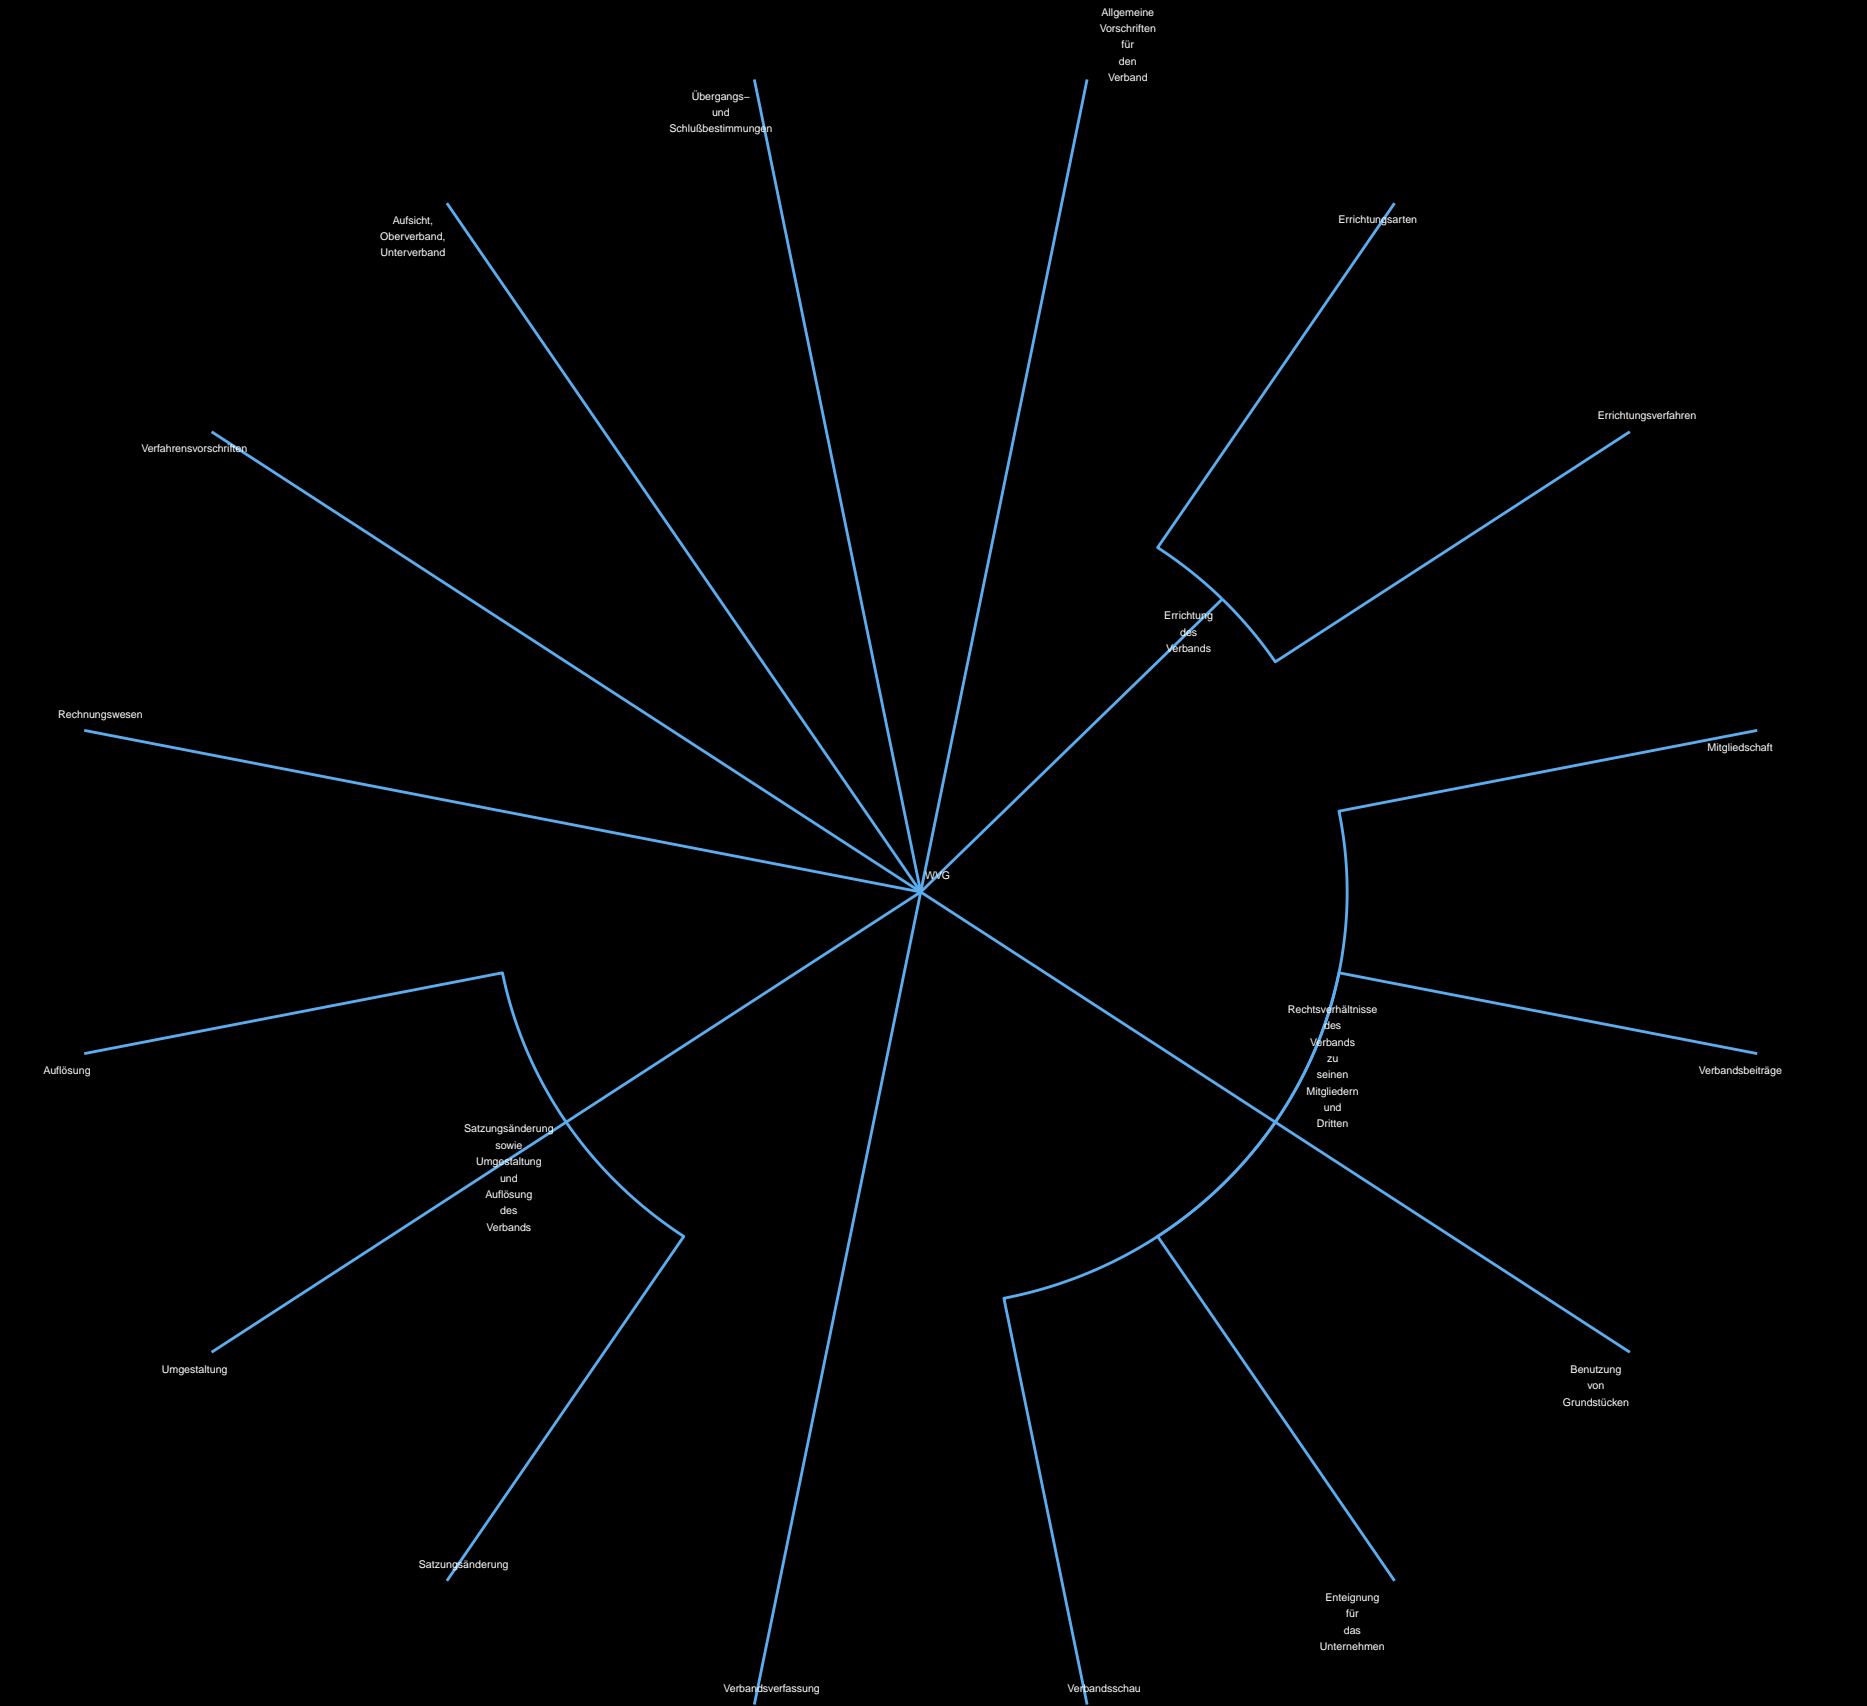 Allgemeine
Vorschriften
für
den
Verband
Übergangs–
und
Schlußbestimmungen
Aufsicht,
Oberverband,
Unterverband
Errichtungsarten
Errichtungsverfahren
Verfahrensvorschriften
Errichtung
des
Verbands
Rechnungswesen
Mitgliedschaft
WVG
Rechtsverhältnisse
des
Verbands
zu
seinen
Mitgliedern
und
Dritten
Auflösung
Verbandsbeiträge
Satzungsänderung
sowie
Umgestaltung
und
Auflösung
des
Verbands
Umgestaltung
Benutzung
von
Grundstücken
Satzungsänderung
Enteignung
für
das
Unternehmen
Verbandsverfassung
Verbandsschau